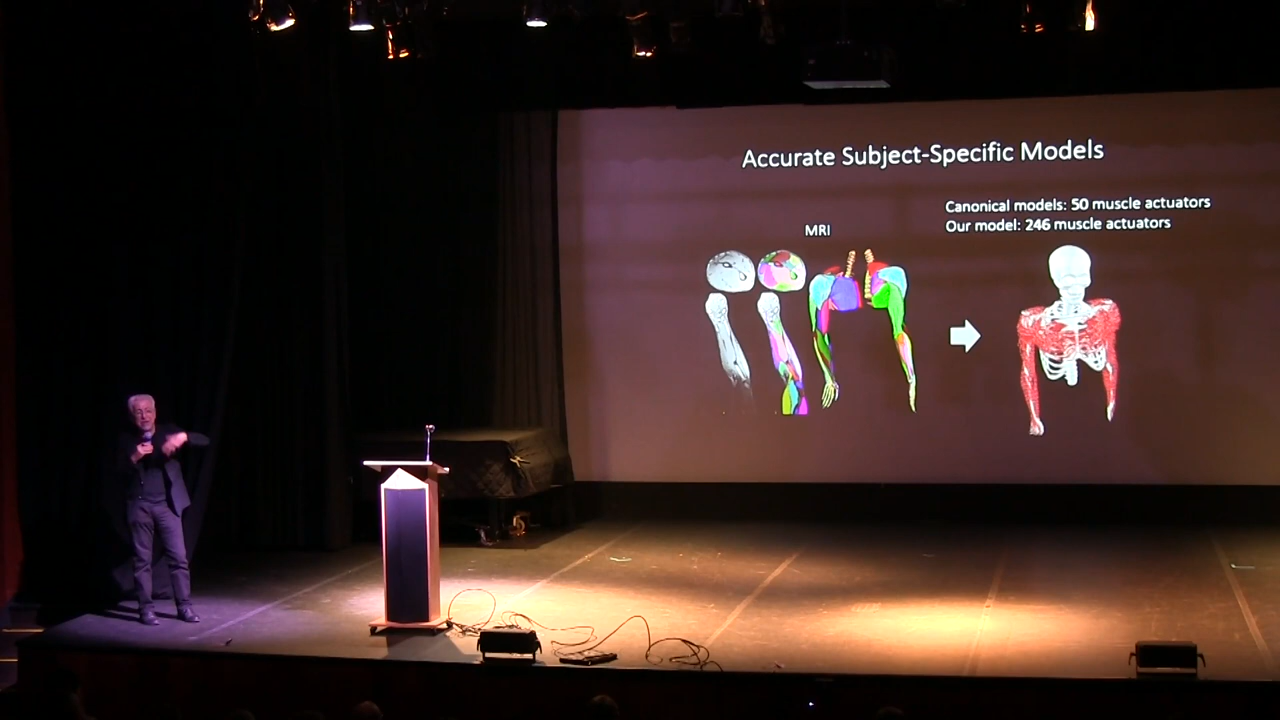 Accurate Subject-Specific Models
Canonical models: 50 muscle actuators
Our model: 246 muscle actuators
MRI